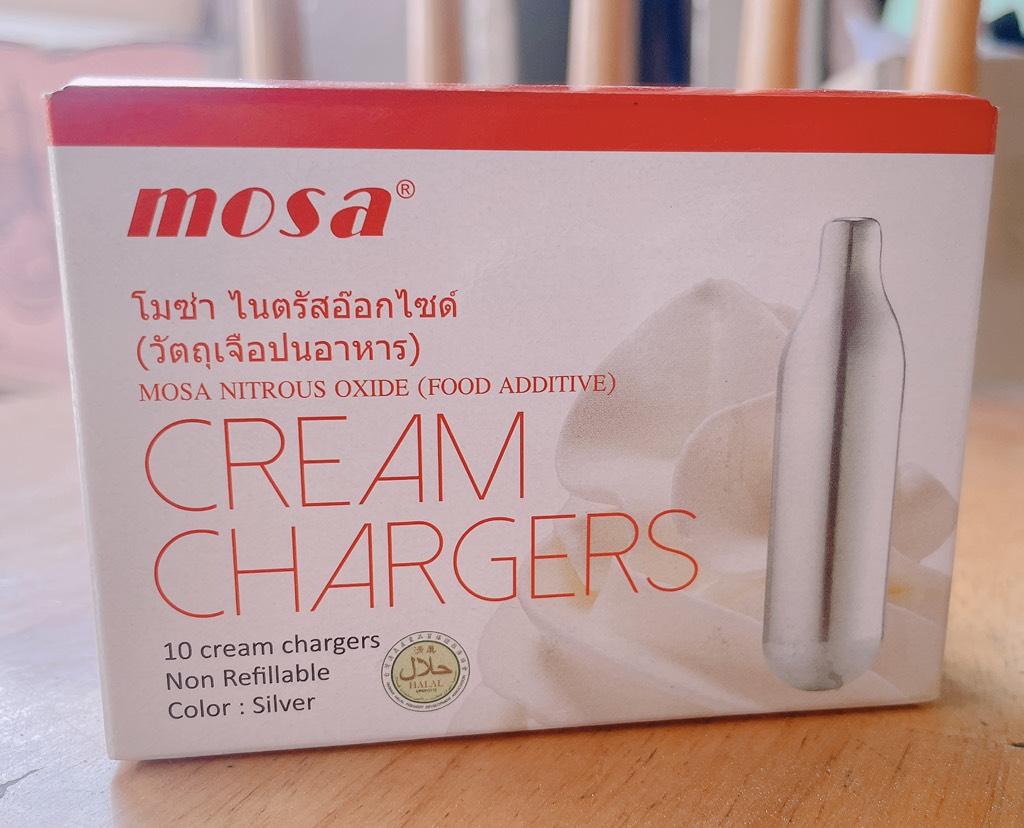 mosa®
โมซ่า ไนตรัสอ๊อกไซด์
(วัตถุเจือปนอาหาร)
MOSA NITROUS OXIDE (FOOD ADDITIVE)
CREAM
CHARGERS
10 cream chargers
Non Refillable
Color : Silver
حلال
HALAL